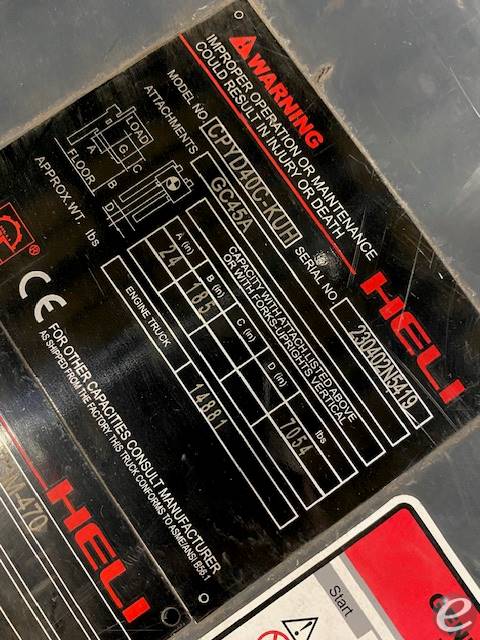 WARNING
IMPROPER OPERATION OR MAINTENANCE
COULD RESULT IN INJURY OR DEATH
HELI
MODEL NO. CPYD40C-KUH SERIAL NO. 230402N5419
ATTACHMENTS GC45A
LOAD
A G C
B
FLOOR
D
CAPACITY WITH ATTACH LISTED ABOVE
OR WITH FORKS-UPRIGHTS VERTICAL
A (in) B (in) C (in) D (in) lbs
24 185 7054
APPROX.WT. lbs
ENGINE TRUCK 14881
®
CE
FOR OTHER CAPACITIES CONSULT MANUFACTURER
AS SHIPPED FROM THE FACTORY, THIS TRUCK CONFORMS TO ASME/ANSI B56.1
HELI
M-470
Start
e